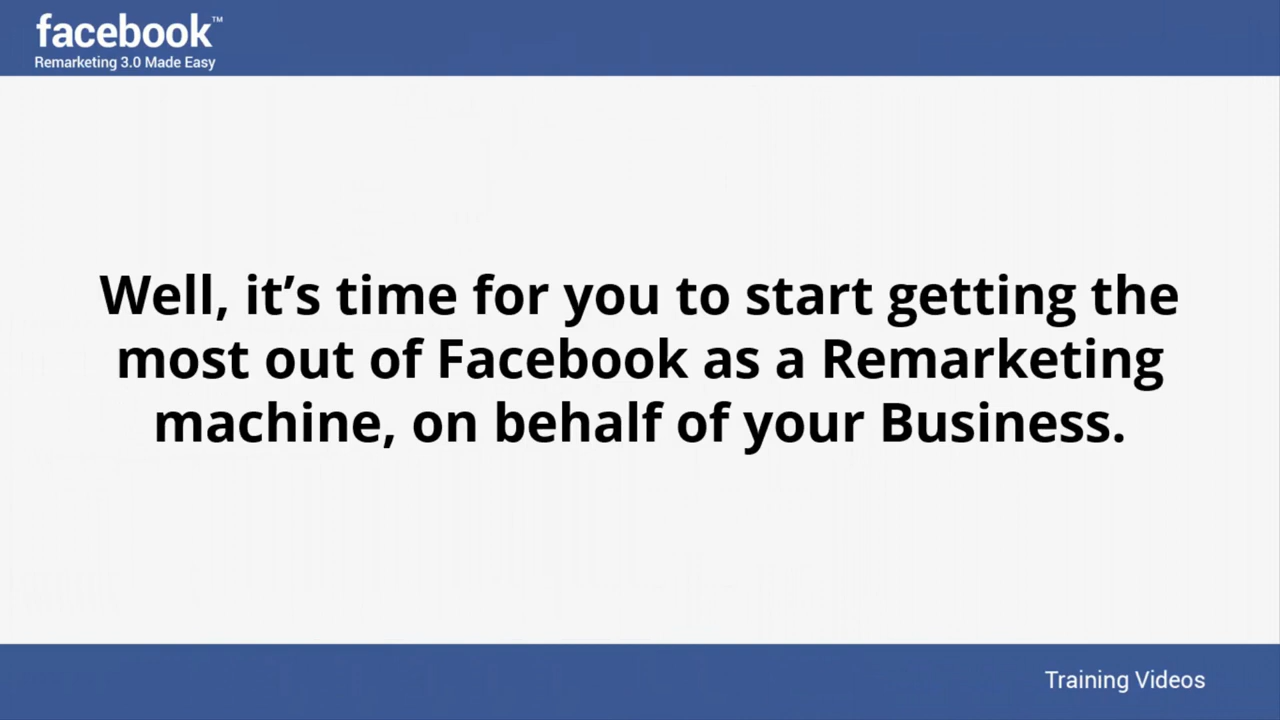 facebook™
Remarketing 3.0 Made Easy
Well, it’s time for you to start getting the
most out of Facebook as a Remarketing
machine, on behalf of your Business.
Training Videos